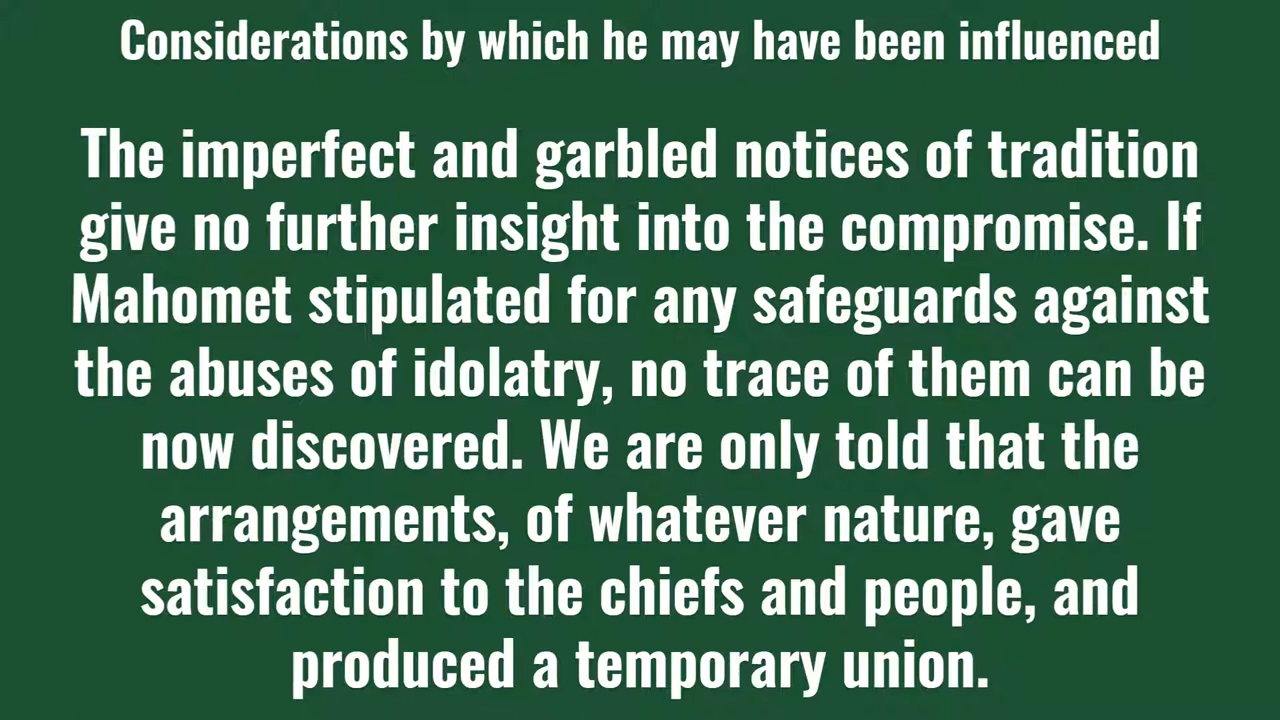 Considerations by which he may have been influenced
The imperfect and garbled notices of tradition
give no further insight into the compromise. If
Mahomet stipulated for any safeguards against
the abuses of idolatry, no trace of them can be
now discovered. We are only told that the
arrangements, of whatever nature, gave
satisfaction to the chiefs and people, and
produced a temporary union.